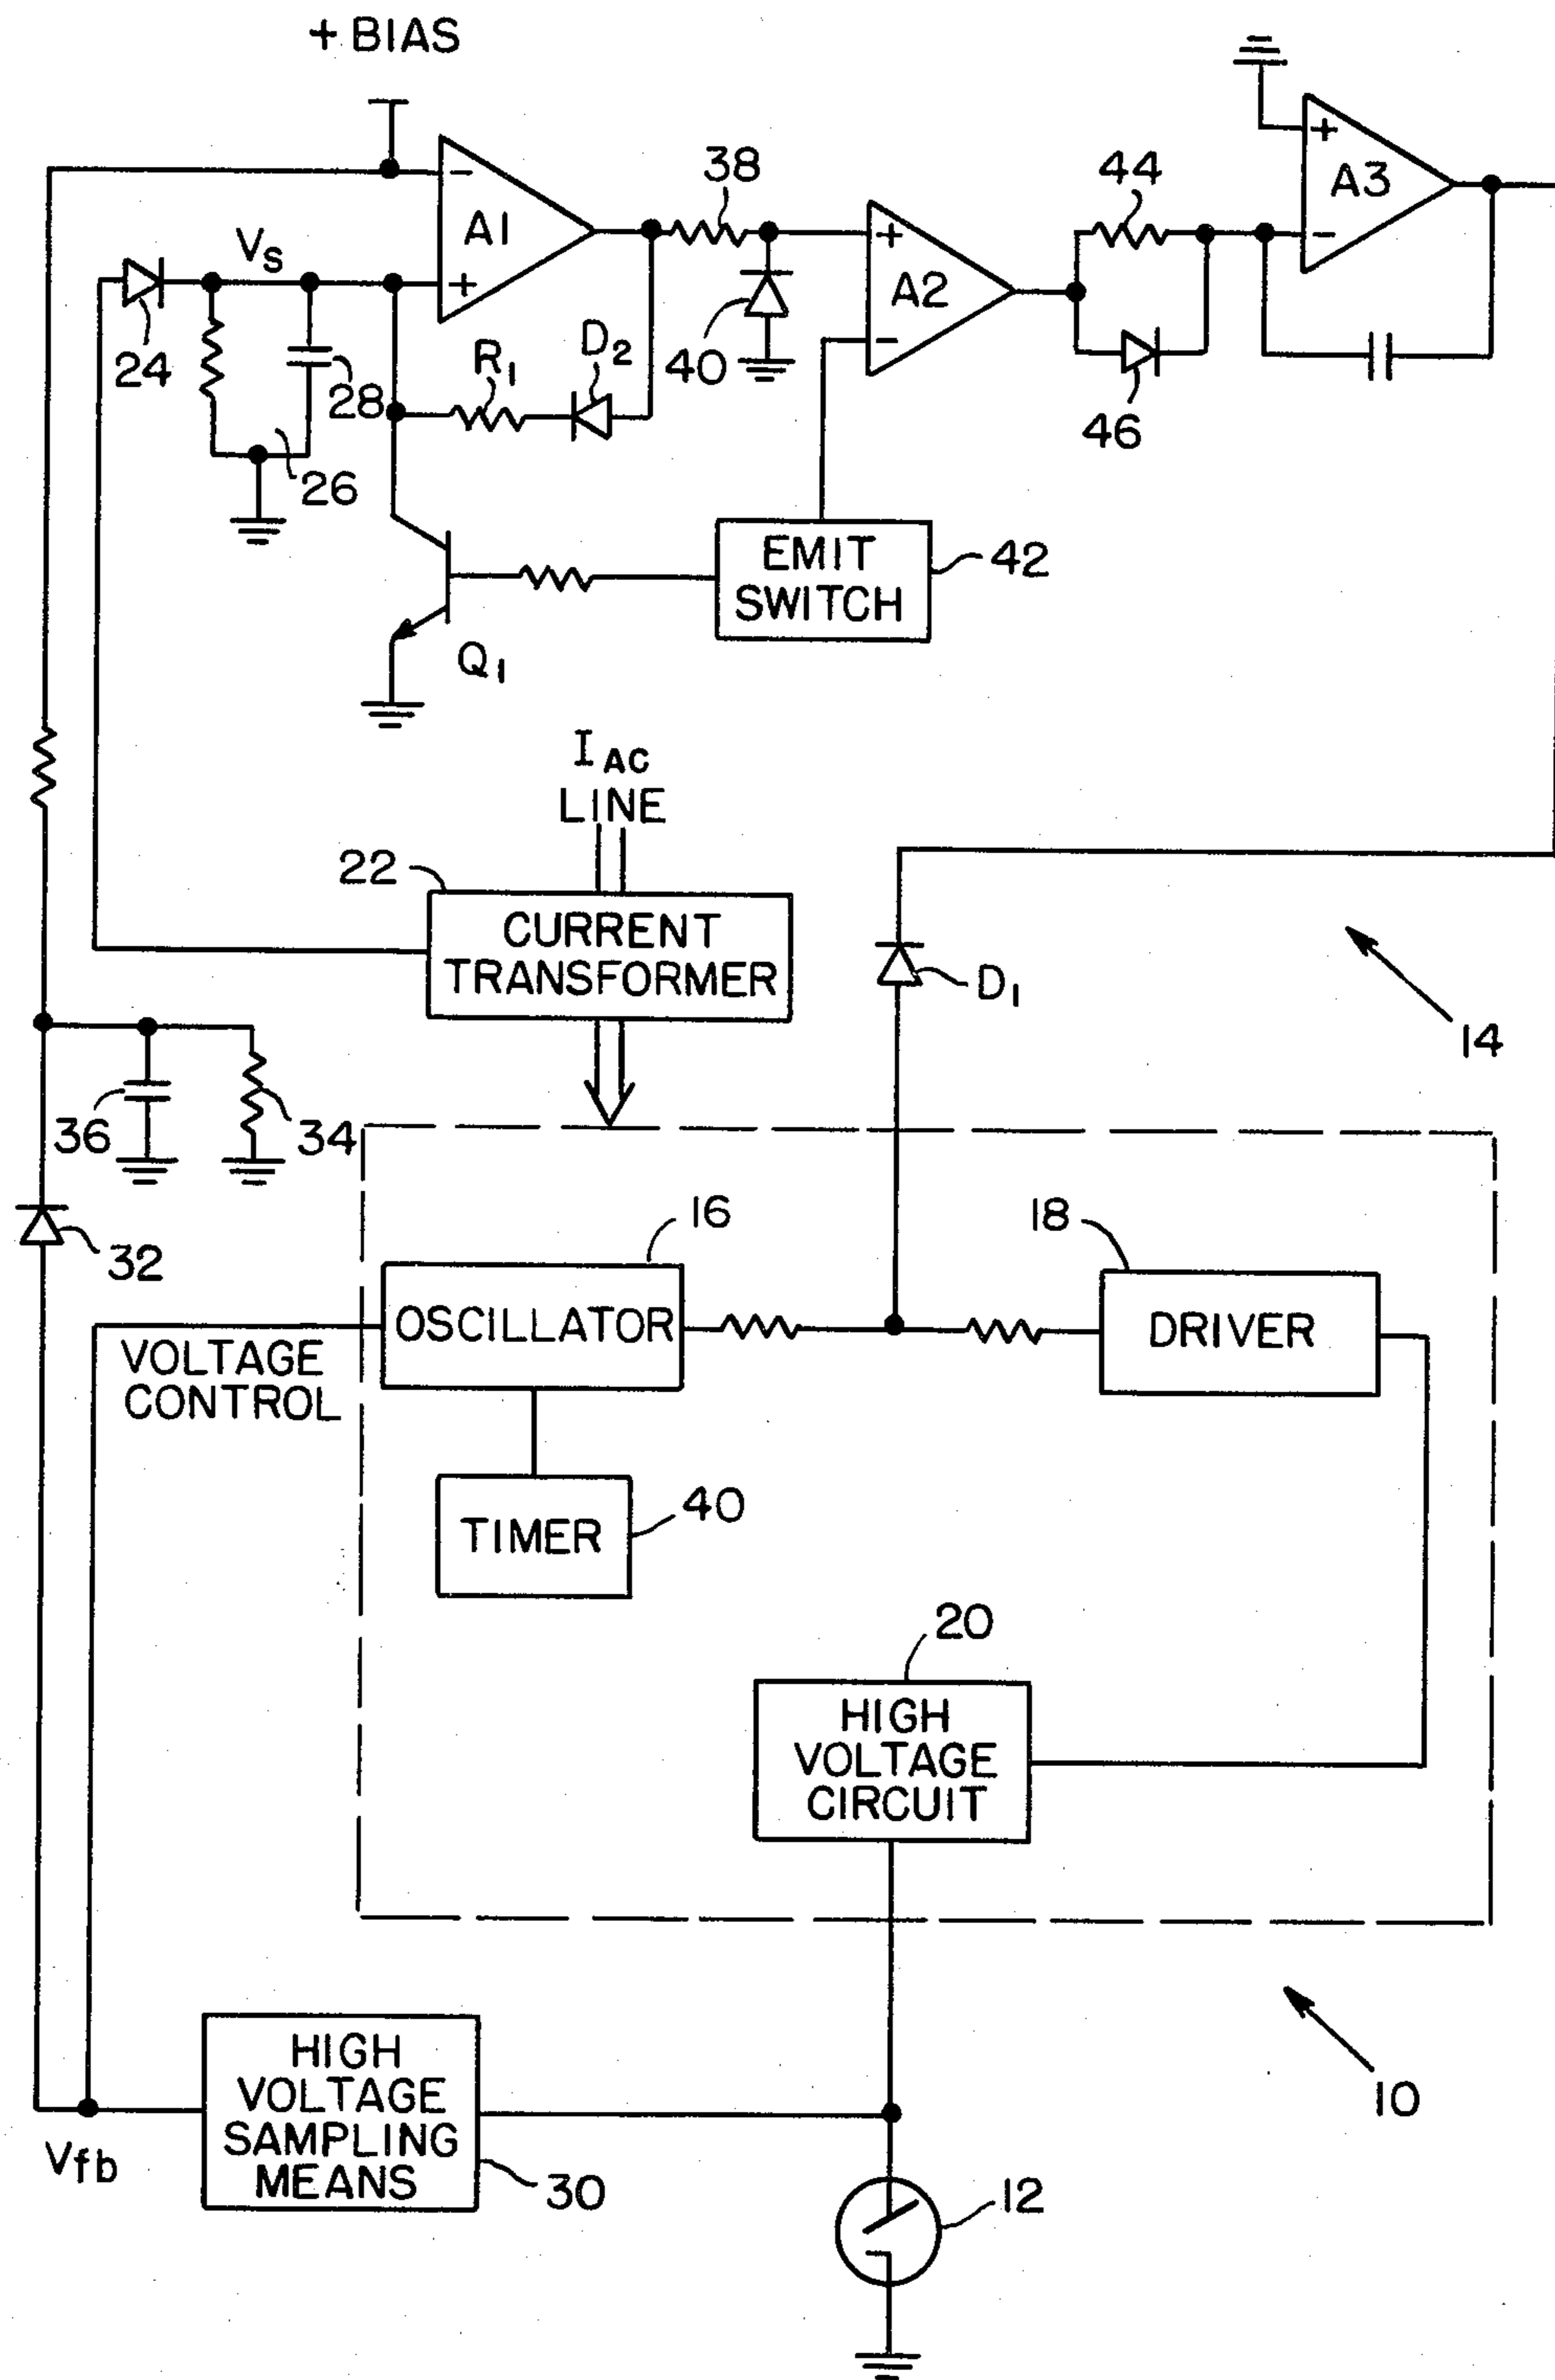 + BIAS
-
A1
+
38
+
A2
-
44
+
A3
-
Vs
24
28
26
R1
D2
40
46
EMIT
SWITCH
42
Q1
IAC
LINE
22
CURRENT
TRANSFORMER
D1
14
36
34
32
16
18
OSCILLATOR
DRIVER
VOLTAGE
CONTROL
TIMER
40
20
HIGH
VOLTAGE
CIRCUIT
10
HIGH
VOLTAGE
SAMPLING
MEANS
Vfb
30
12